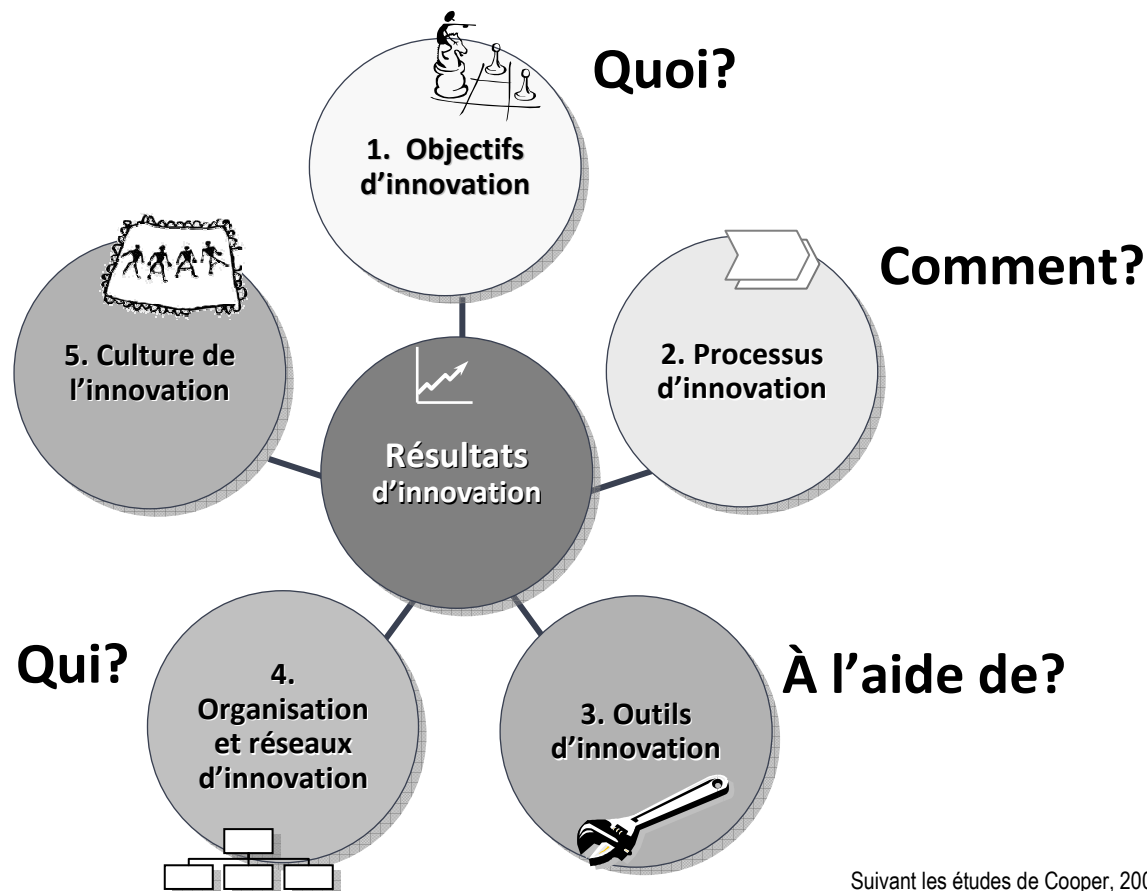 Quoi?
1. Objectifs
d'innovation
Comment?
2. Processus
d'innovation
À l'aide de?
3. Outils
d'innovation
Qui?
4.
Organisation
et réseaux
d'innovation
5. Culture de
l'innovation
Résultats
d'innovation
Suivant les études de Cooper,